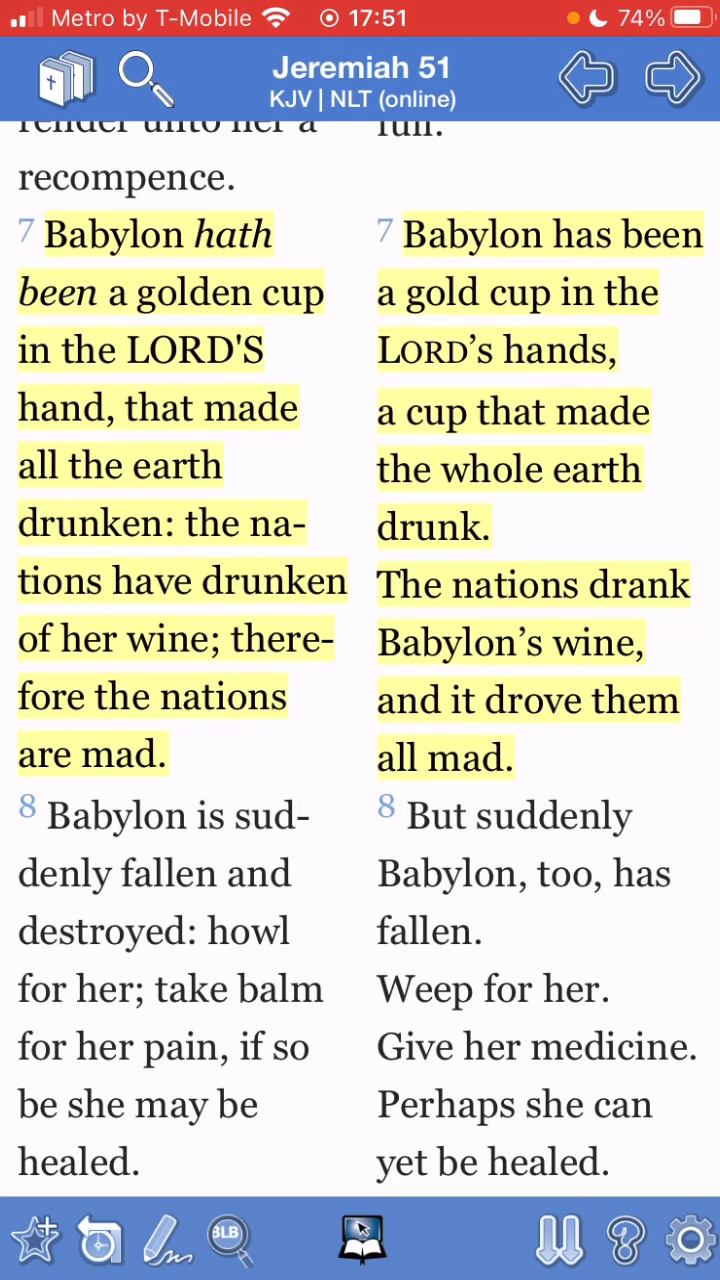 Metro by T-Mobile 17:51 74%
Jeremiah 51
KJV | NLT (online)
render unto her a
recompence.
7 Babylon hath
been a golden cup
in the LORD'S
hand, that made
all the earth
drunken: the na-
tions have drunken
of her wine; there-
fore the nations
are mad.
8 Babylon is sud-
denly fallen and
destroyed: howl
for her; take balm
for her pain, if so
be she may be
healed.
full.
7 Babylon has been
a gold cup in the
LORD’s hands,
a cup that made
the whole earth
drunk.
The nations drank
Babylon’s wine,
and it drove them
all mad.
8 But suddenly
Babylon, too, has
fallen.
Weep for her.
Give her medicine.
Perhaps she can
yet be healed.
BLB